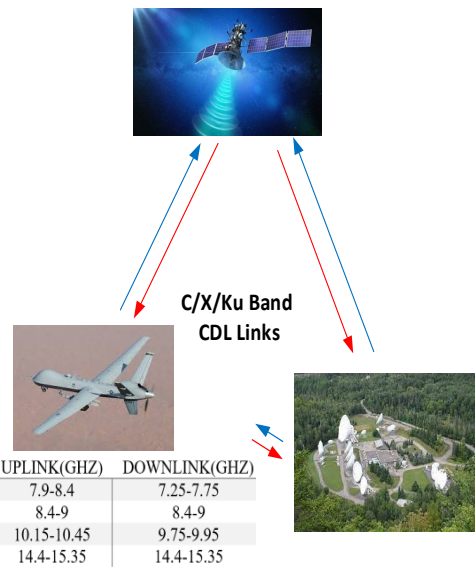 C/X/Ku Band
CDL Links
UPLINK(GHZ) DOWNLINK(GHZ)
7.9-8.4 7.25-7.75
8.4-9 8.4-9
10.15-10.45 9.75-9.95
14.4-15.35 14.4-15.35